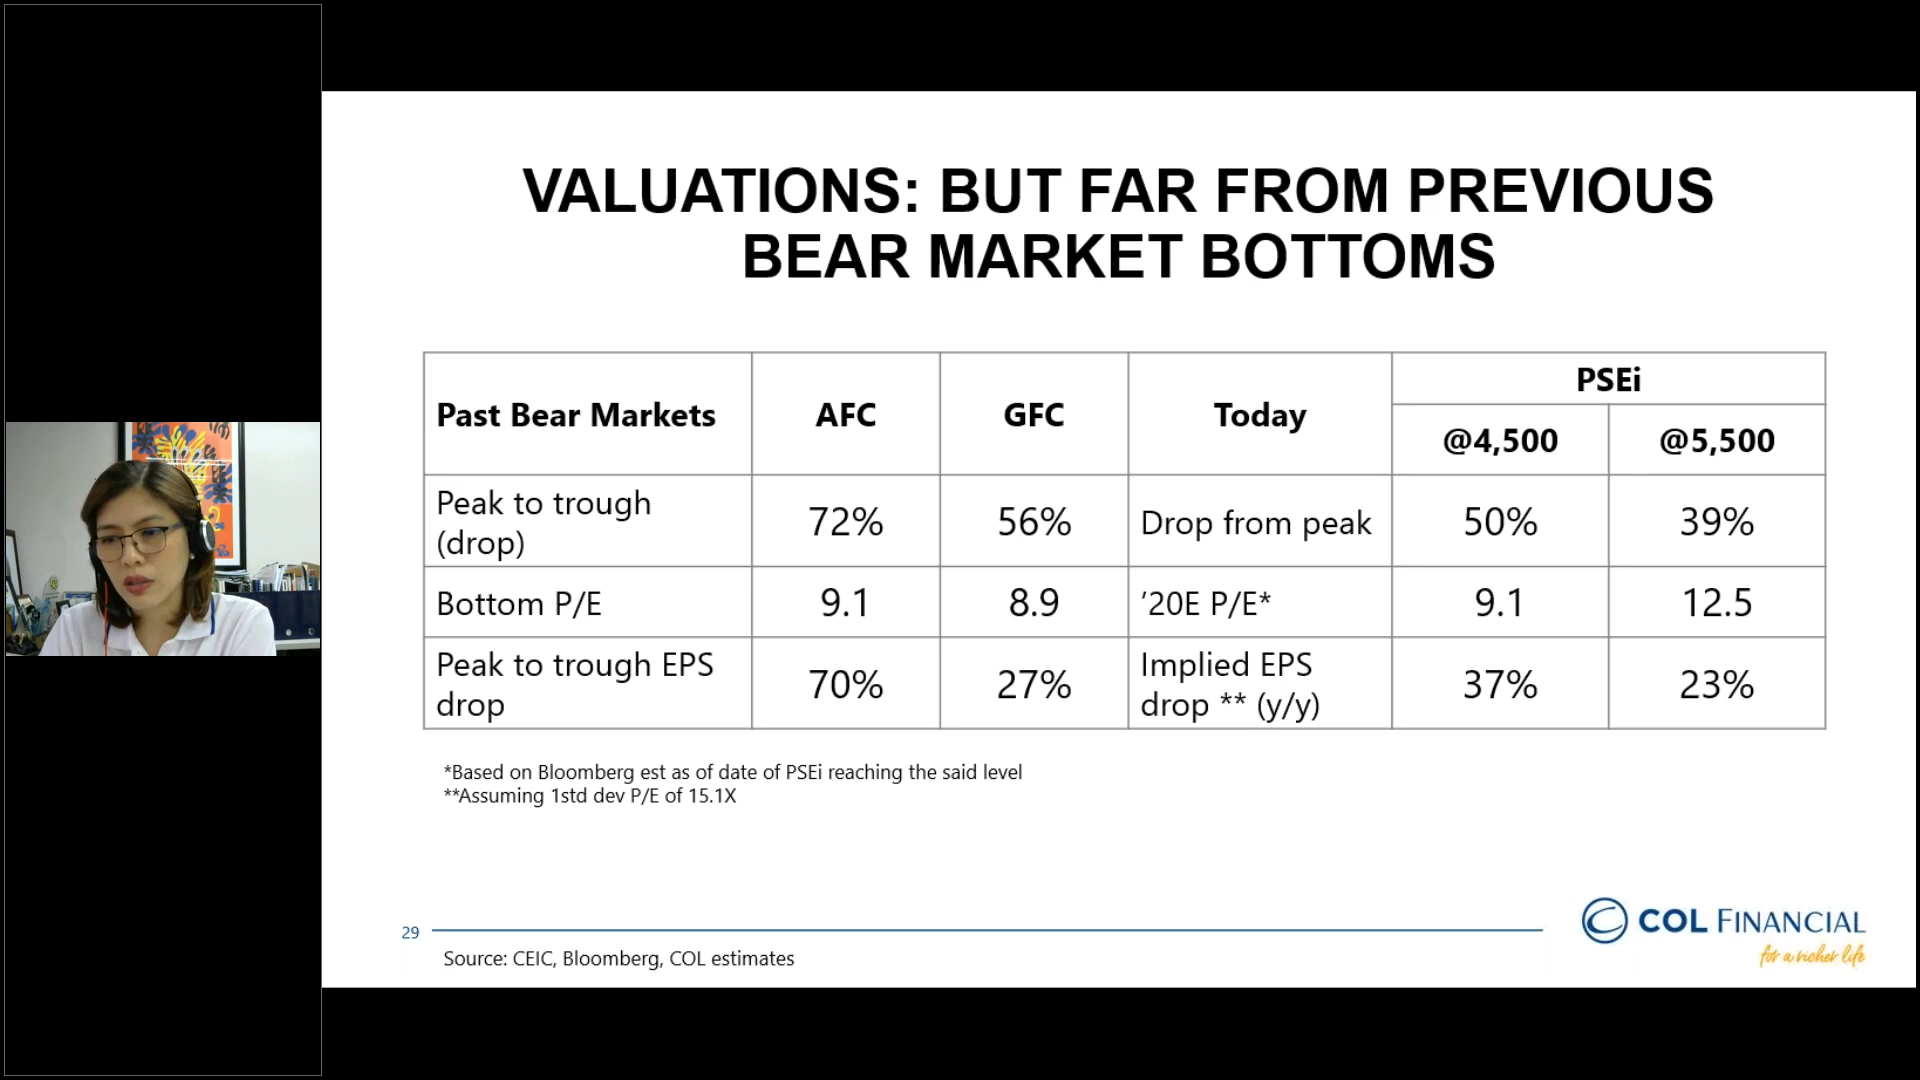 VALUATIONS: BUT FAR FROM PREVIOUS
BEAR MARKET BOTTOMS
Past Bear Markets AFC GFC Today PSEi
@4,500 @5,500
Peak to trough
(drop) 72% 56% Drop from peak 50% 39%
Bottom P/E 9.1 8.9 ’20E P/E* 9.1 12.5
Peak to trough EPS
drop 70% 27% Implied EPS
drop ** (y/y) 37% 23%
*Based on Bloomberg est as of date of PSEi reaching the said level
**Assuming 1std dev P/E of 15.1X
29
Source: CEIC, Bloomberg, COL estimates
COL FINANCIAL
for a richer life